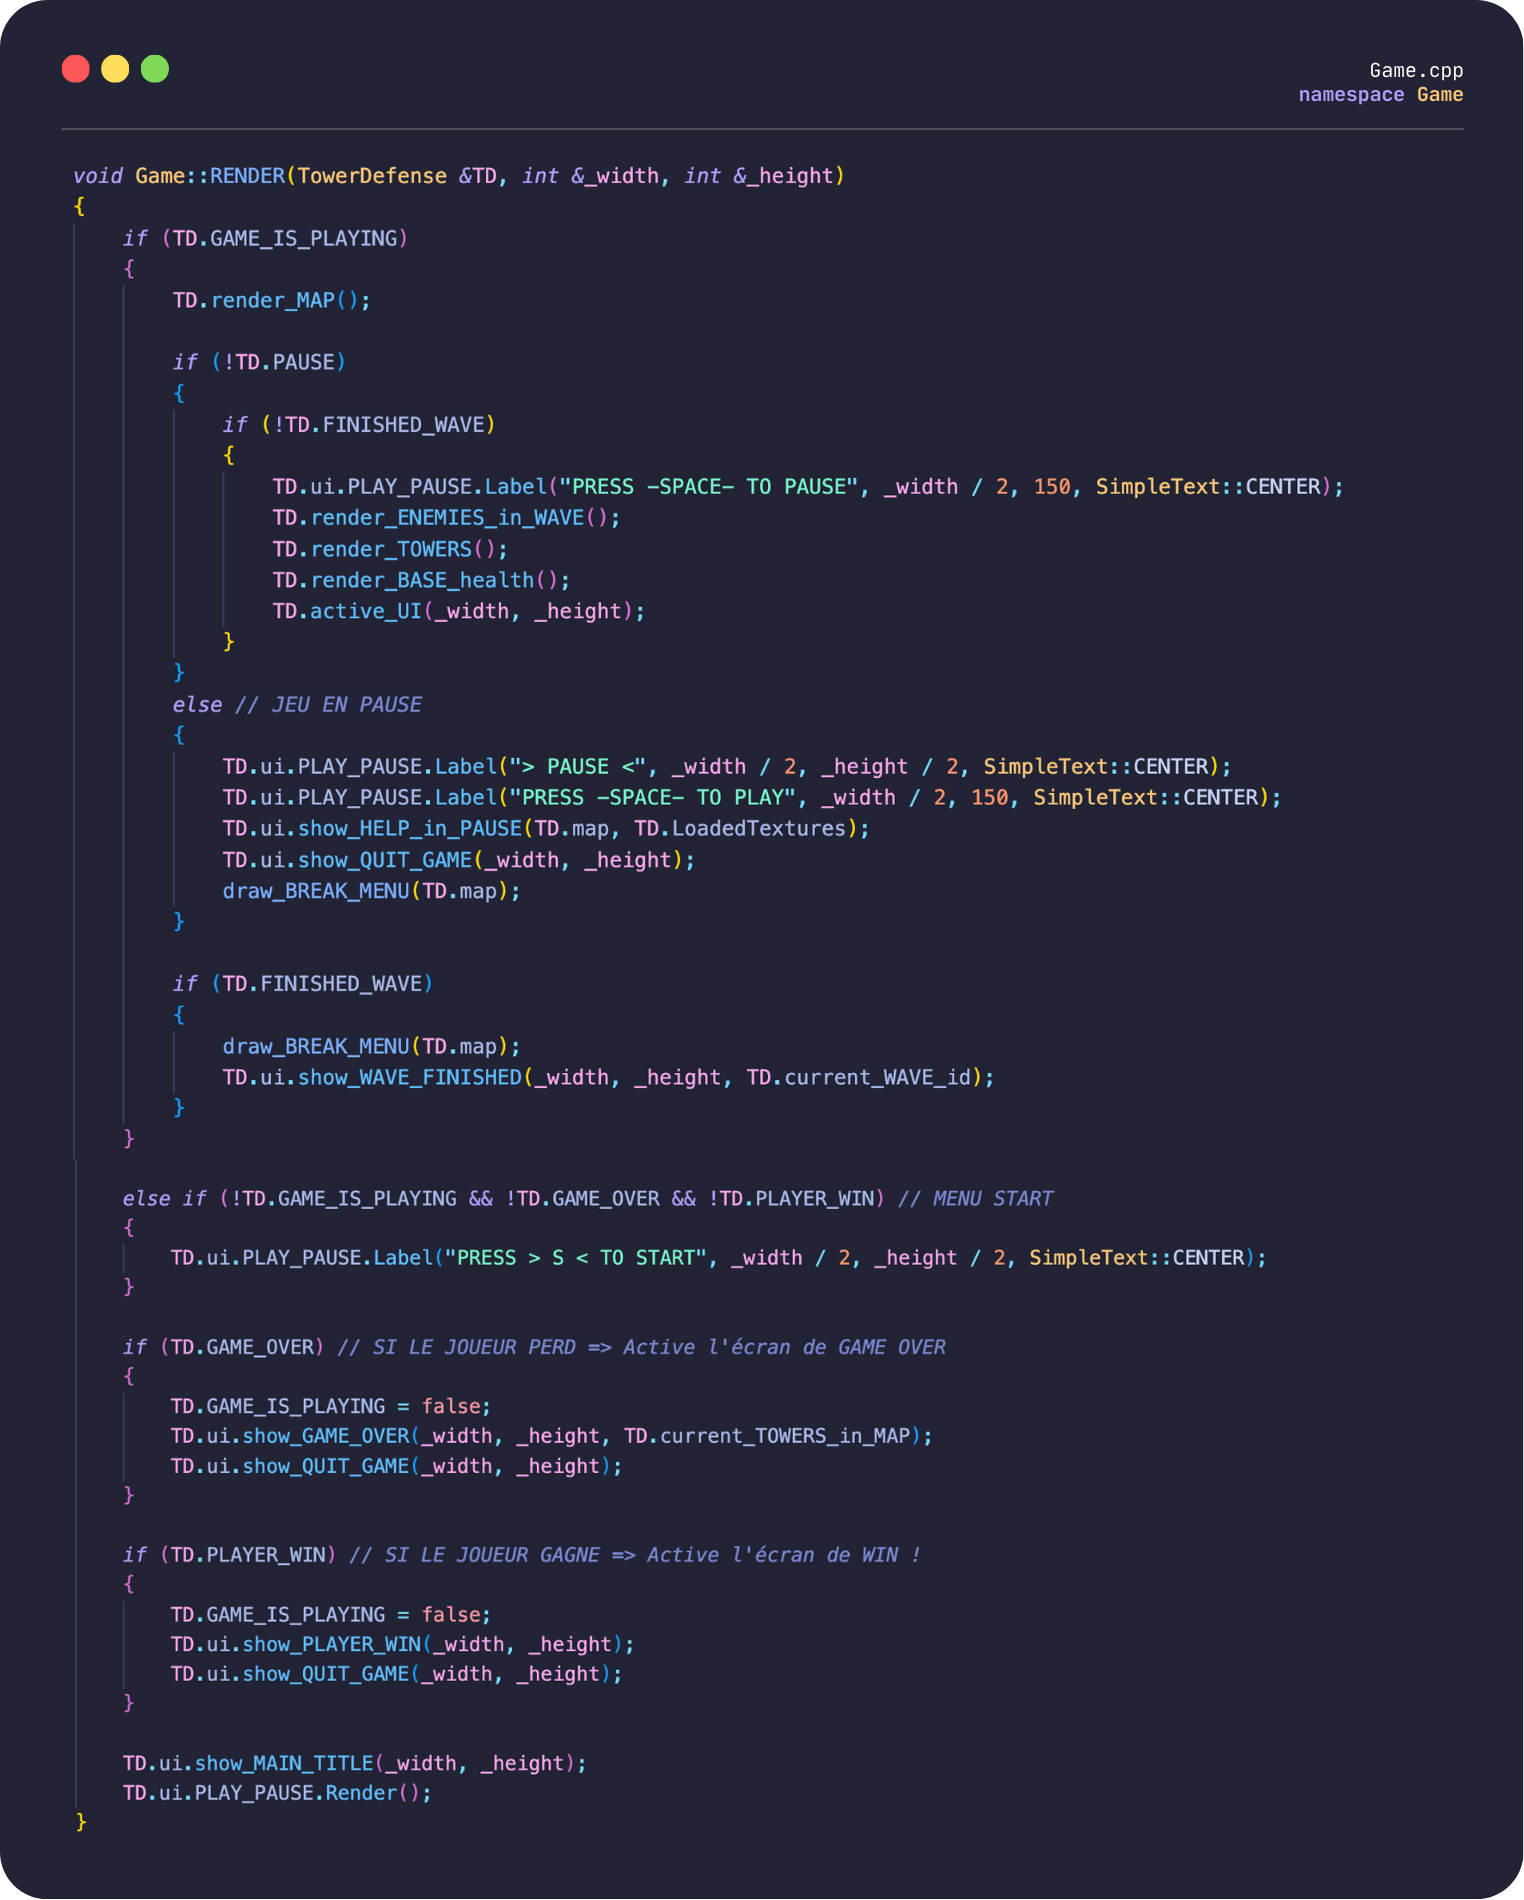 Game.cpp
namespace Game
void Game::RENDER(TowerDefense &TD, int &_width, int &_height)
{
    if (TD.GAME_IS_PLAYING)
    {
        TD.render_MAP();

        if (!TD.PAUSE)
        {
            if (!TD.FINISHED_WAVE)
            {
                TD.ui.PLAY_PAUSE.Label("PRESS -SPACE- TO PAUSE", _width / 2, 150, SimpleText::CENTER);
                TD.render_ENEMIES_in_WAVE();
                TD.render_TOWERS();
                TD.render_BASE_health();
                TD.active_UI(_width, _height);
            }
        }
        else // JEU EN PAUSE
        {
            TD.ui.PLAY_PAUSE.Label("> PAUSE <", _width / 2, _height / 2, SimpleText::CENTER);
            TD.ui.PLAY_PAUSE.Label("PRESS -SPACE- TO PLAY", _width / 2, 150, SimpleText::CENTER);
            TD.ui.show_HELP_in_PAUSE(TD.map, TD.LoadedTextures);
            TD.ui.show_QUIT_GAME(_width, _height);
            draw_BREAK_MENU(TD.map);
        }

        if (TD.FINISHED_WAVE)
        {
            draw_BREAK_MENU(TD.map);
            TD.ui.show_WAVE_FINISHED(_width, _height, TD.current_WAVE_id);
        }
    }

    else if (!TD.GAME_IS_PLAYING && !TD.GAME_OVER && !TD.PLAYER_WIN) // MENU START
    {
        TD.ui.PLAY_PAUSE.Label("PRESS > S < TO START", _width / 2, _height / 2, SimpleText::CENTER);
    }

    if (TD.GAME_OVER) // SI LE JOUEUR PERD => Active l'écran de GAME OVER
    {
        TD.GAME_IS_PLAYING = false;
        TD.ui.show_GAME_OVER(_width, _height, TD.current_TOWERS_in_MAP);
        TD.ui.show_QUIT_GAME(_width, _height);
    }

    if (TD.PLAYER_WIN) // SI LE JOUEUR GAGNE => Active l'écran de WIN !
    {
        TD.GAME_IS_PLAYING = false;
        TD.ui.show_PLAYER_WIN(_width, _height);
        TD.ui.show_QUIT_GAME(_width, _height);
    }

    TD.ui.show_MAIN_TITLE(_width, _height);
    TD.ui.PLAY_PAUSE.Render();
}